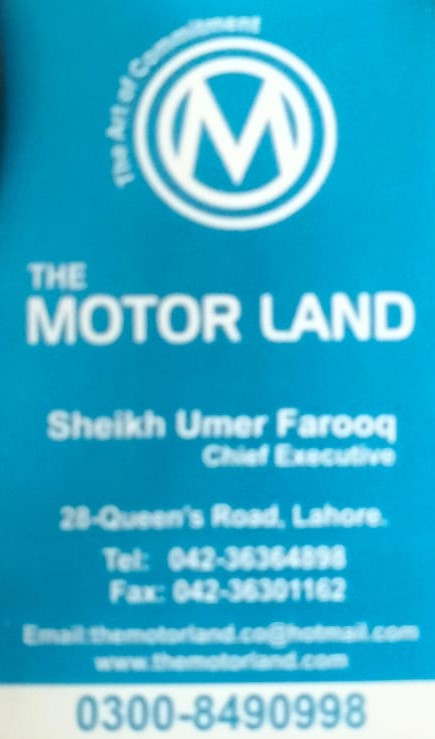 The Art of Commitment
M
THE
MOTOR LAND
Sheikh Umer Farooq
Chief Executive
28-Queen's Road, Lahore.
Tel: 042-36364898
Fax: 042-36301162
Email:themotorland.co@hotmail.com
www.themotorland.com
0300-8490998